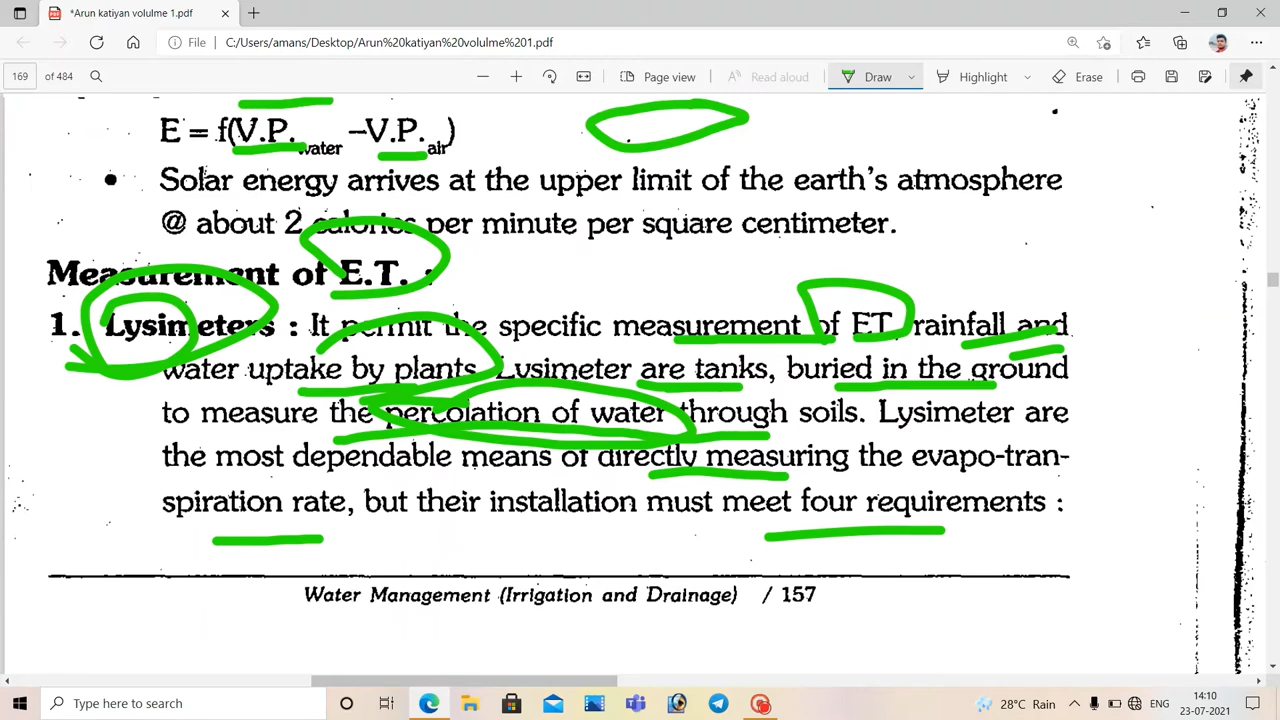 *Arun katiyan volulme 1.pdf
File C:/Users/amans/Desktop/Arun%20katiyan%20volulme%201.pdf
169 of 484 Page view Read aloud Draw Highlight Erase
E = f(V.P.water –V.P.air)
• Solar energy arrives at the upper limit of the earth's atmosphere
@ about 2 calories per minute per square centimeter.
Measurement of E.T. :
1. Lysimeters : It permit the specific measurement of ET, rainfall and
water uptake by plants. Lysimeter are tanks, buried in the ground
to measure the percolation of water through soils. Lysimeter are
the most dependable means of directly measuring the evapo-tran-
spiration rate, but their installation must meet four requirements :
Water Management (Irrigation and Drainage) / 157
Type here to search
28°C Rain ENG 14:10
23-07-2021